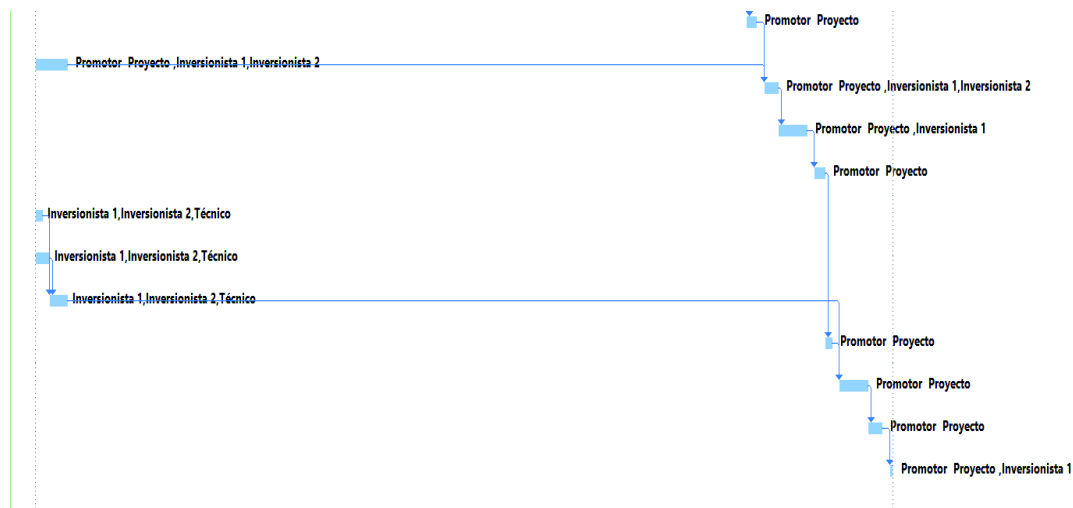 Promotor Proyecto
Promotor Proyecto ,Inversionista 1,Inversionista 2
Promotor Proyecto ,Inversionista 1,Inversionista 2
Promotor Proyecto ,Inversionista 1
Promotor Proyecto
Inversionista 1,Inversionista 2,Técnico
Inversionista 1,Inversionista 2,Técnico
Inversionista 1,Inversionista 2,Técnico
Promotor Proyecto
Promotor Proyecto
Promotor Proyecto
Promotor Proyecto ,Inversionista 1